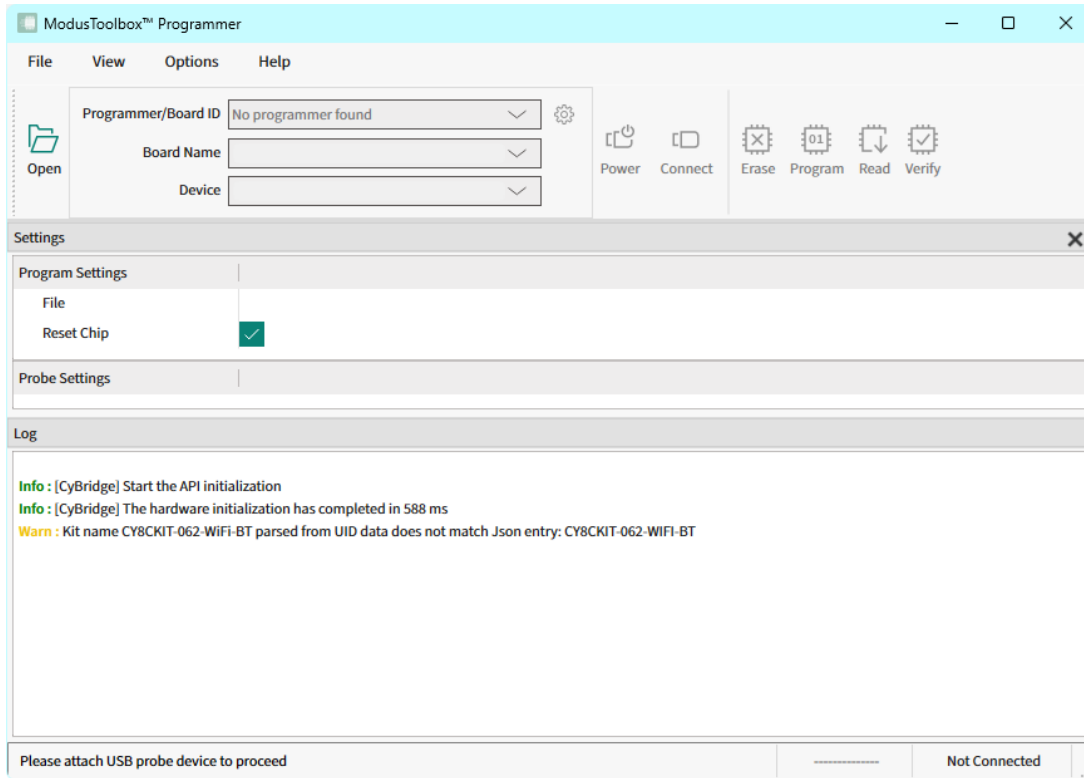 ModusToolbox™ Programmer
File View Options Help
Open
Programmer/Board ID No programmer found
Board Name
Device
Power Connect Erase Program Read Verify
01
Settings
Program Settings
File
Reset Chip
Probe Settings
Log
Info : [CyBridge] Start the API initialization
Info : [CyBridge] The hardware initialization has completed in 588 ms
Warn : Kit name CY8CKIT-062-WiFi-BT parsed from UID data does not match Json entry: CY8CKIT-062-WIFI-BT
Please attach USB probe device to proceed -------------- Not Connected